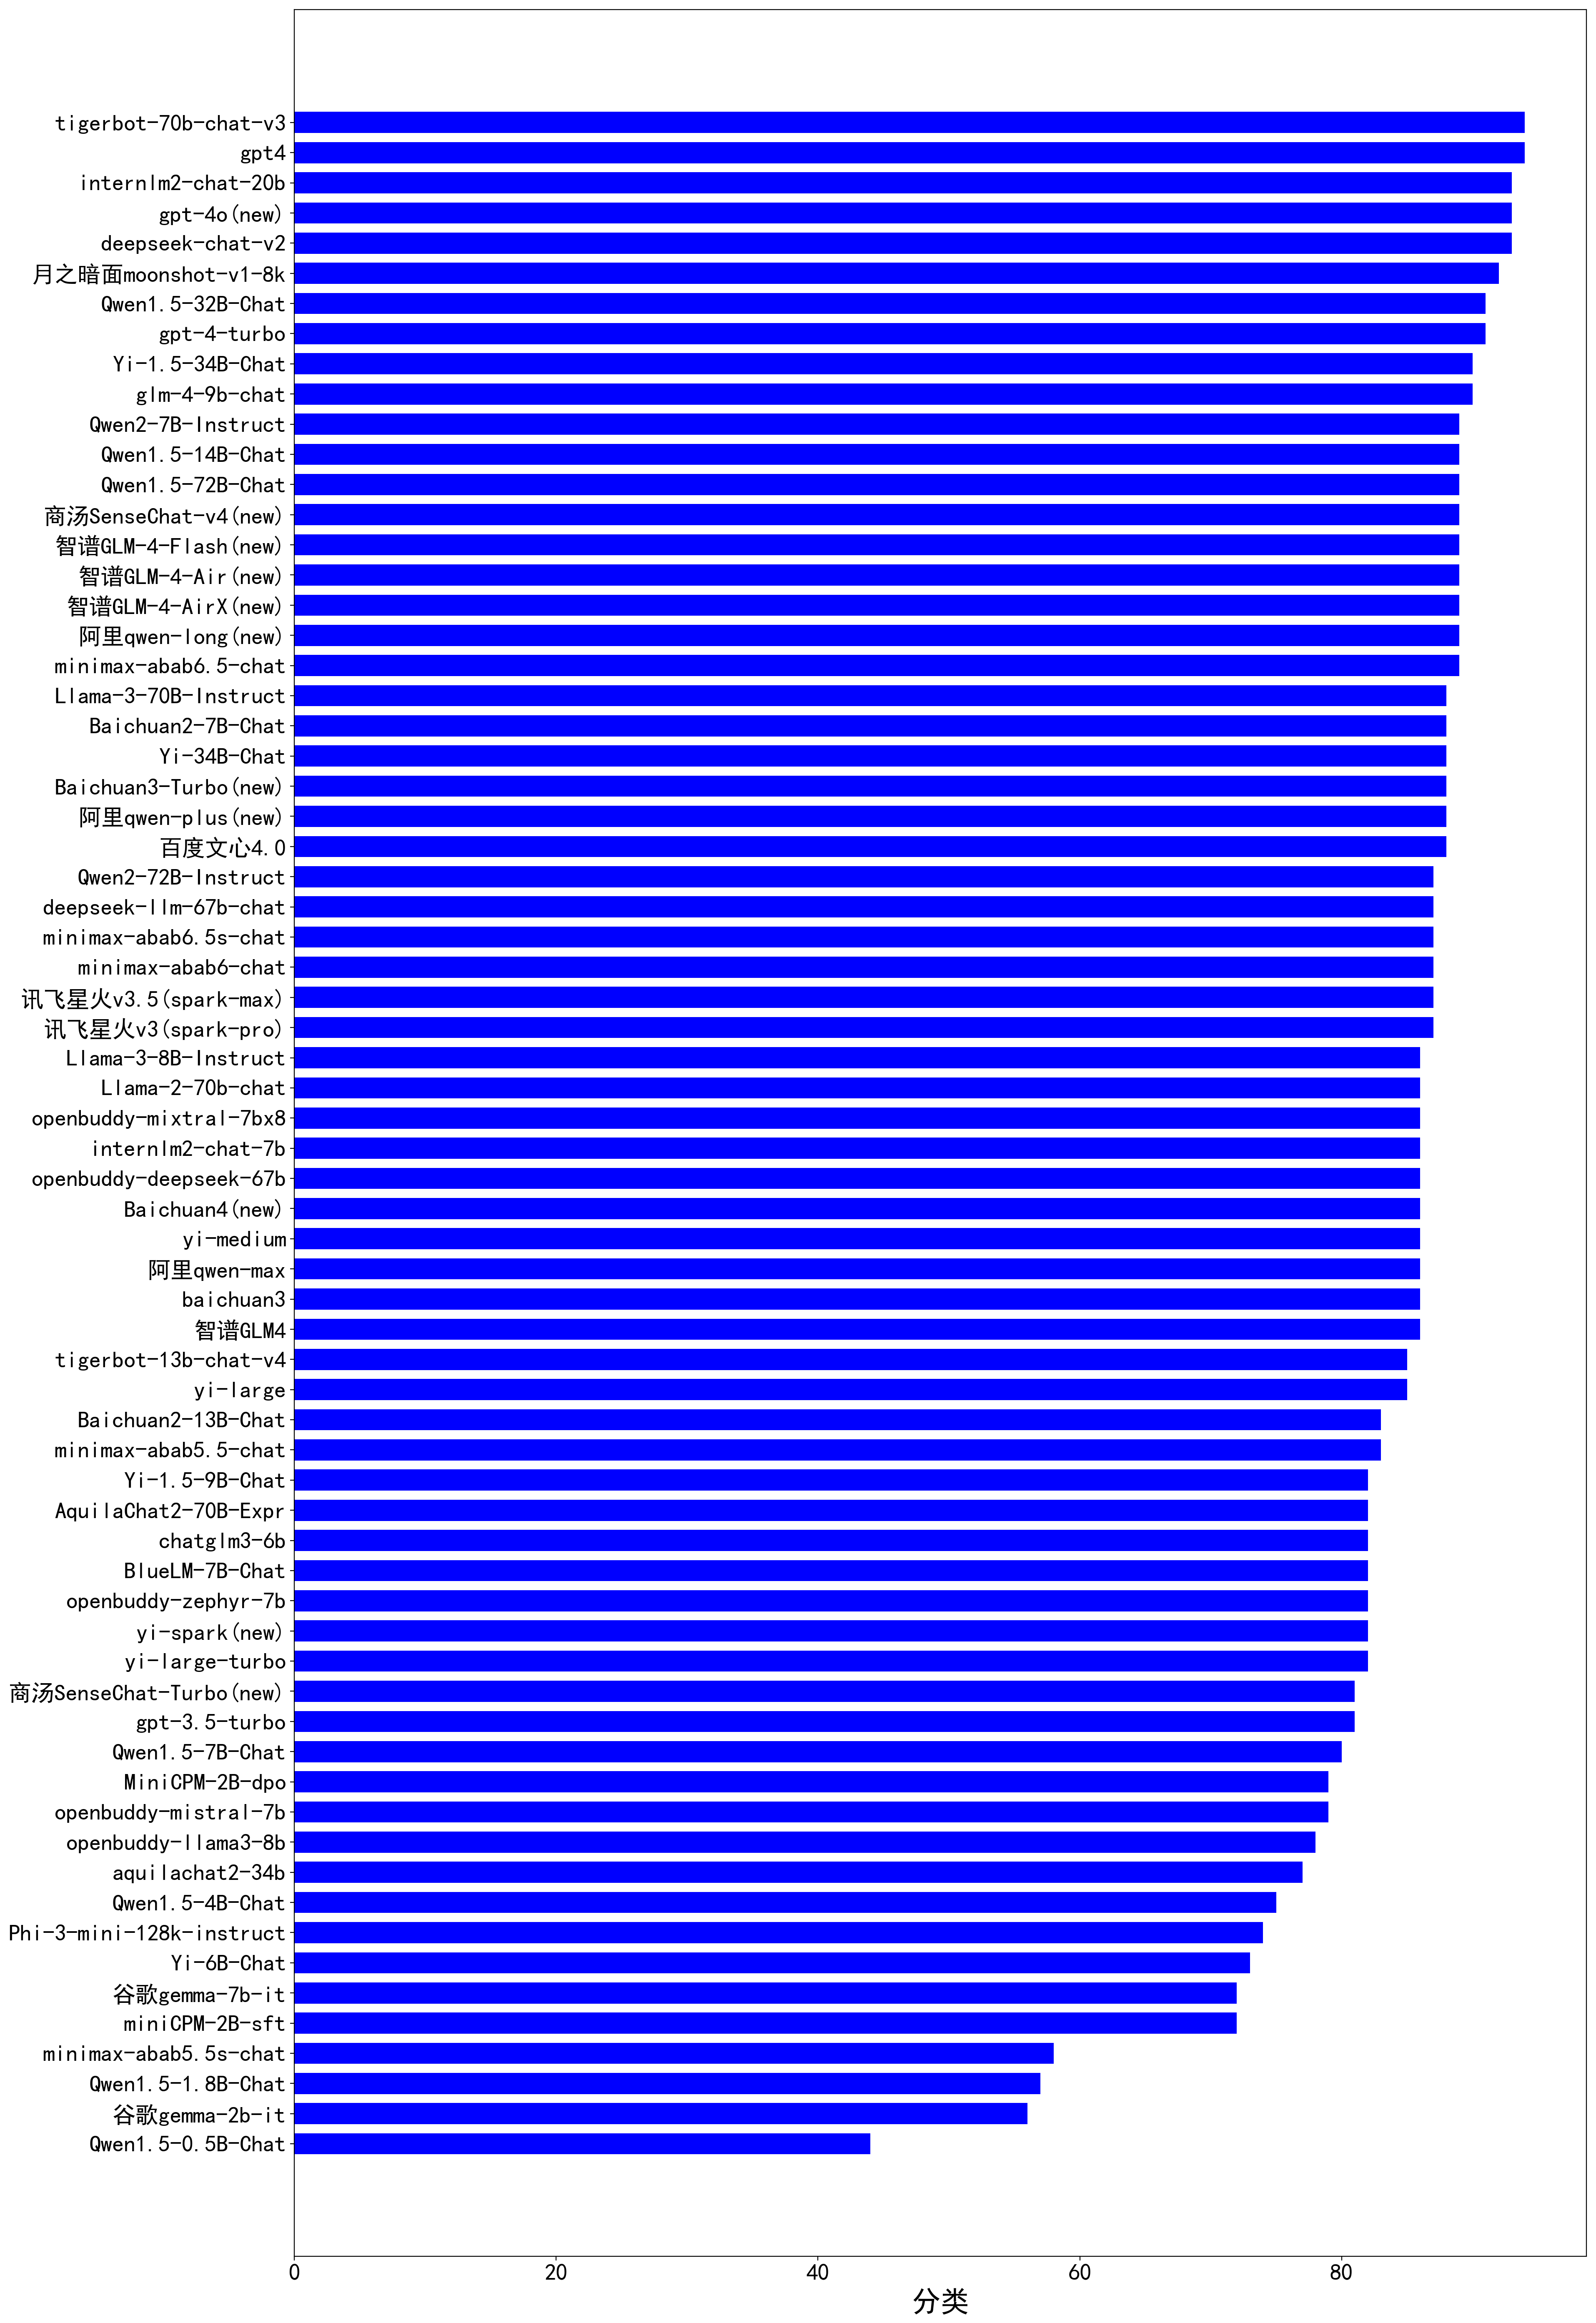 tigerbot-70b-chat-v3
gpt4
internlm2-chat-20b
gpt-4o(new)
deepseek-chat-v2
月之暗面moonshot-v1-8k
Qwen1.5-32B-Chat
gpt-4-turbo
Yi-1.5-34B-Chat
glm-4-9b-chat
Qwen2-7B-Instruct
Qwen1.5-14B-Chat
Qwen1.5-72B-Chat
商汤SenseChat-v4(new)
智谱GLM-4-Flash(new)
智谱GLM-4-Air(new)
智谱GLM-4-AirX(new)
阿里qwen-long(new)
minimax-abab6.5-chat
Llama-3-70B-Instruct
Baichuan2-7B-Chat
Yi-34B-Chat
Baichuan3-Turbo(new)
阿里qwen-plus(new)
百度文心4.0
Qwen2-72B-Instruct
deepseek-llm-67b-chat
minimax-abab6.5s-chat
minimax-abab6-chat
讯飞星火v3.5(spark-max)
讯飞星火v3(spark-pro)
Llama-3-8B-Instruct
Llama-2-70b-chat
openbuddy-mixtral-7bx8
internlm2-chat-7b
openbuddy-deepseek-67b
Baichuan4(new)
yi-medium
阿里qwen-max
baichuan3
智谱GLM4
tigerbot-13b-chat-v4
yi-large
Baichuan2-13B-Chat
minimax-abab5.5-chat
Yi-1.5-9B-Chat
AquilaChat2-70B-Expr
chatglm3-6b
BlueLM-7B-Chat
openbuddy-zephyr-7b
yi-spark(new)
yi-large-turbo
商汤SenseChat-Turbo(new)
gpt-3.5-turbo
Qwen1.5-7B-Chat
MiniCPM-2B-dpo
openbuddy-mistral-7b
openbuddy-llama3-8b
aquilachat2-34b
Qwen1.5-4B-Chat
Phi-3-mini-128k-instruct
Yi-6B-Chat
谷歌gemma-7b-it
miniCPM-2B-sft
minimax-abab5.5s-chat
Qwen1.5-1.8B-Chat
谷歌gemma-2b-it
Qwen1.5-0.5B-Chat
0 20 40 60 80
分类